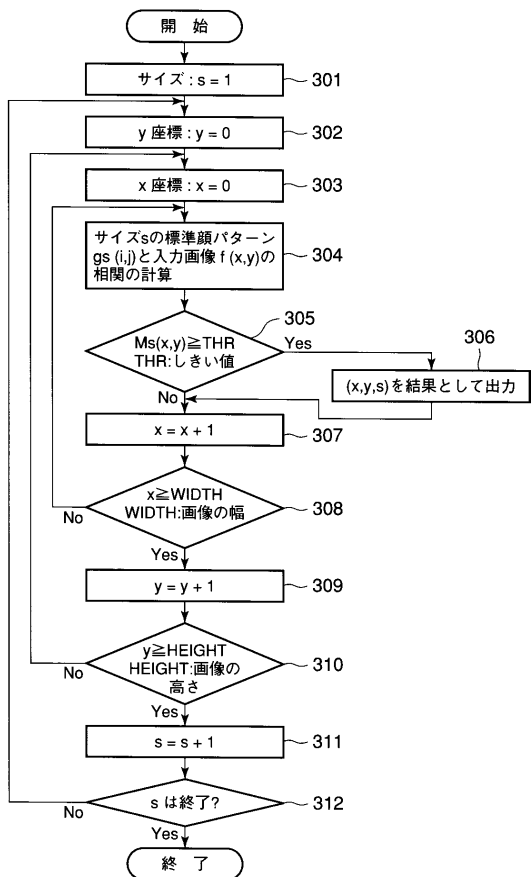 開 始
サイズ : s = 1
301
y 座標 : y = 0
302
x 座標 : x = 0
303
サイズsの標準顔パターン
gs (i,j)と入力画像 f (x,y)の
相関の計算
304
305
Ms(x,y)≧THR
THR:しきい値
Yes
No
306
(x,y,s)を結果として出力
x = x + 1
307
x≧WIDTH
WIDTH:画像の幅
308
No
Yes
y = y + 1
309
y≧HEIGHT
HEIGHT:画像の
高さ
310
No
Yes
s = s + 1
311
s は終了?
312
No
Yes
終 了